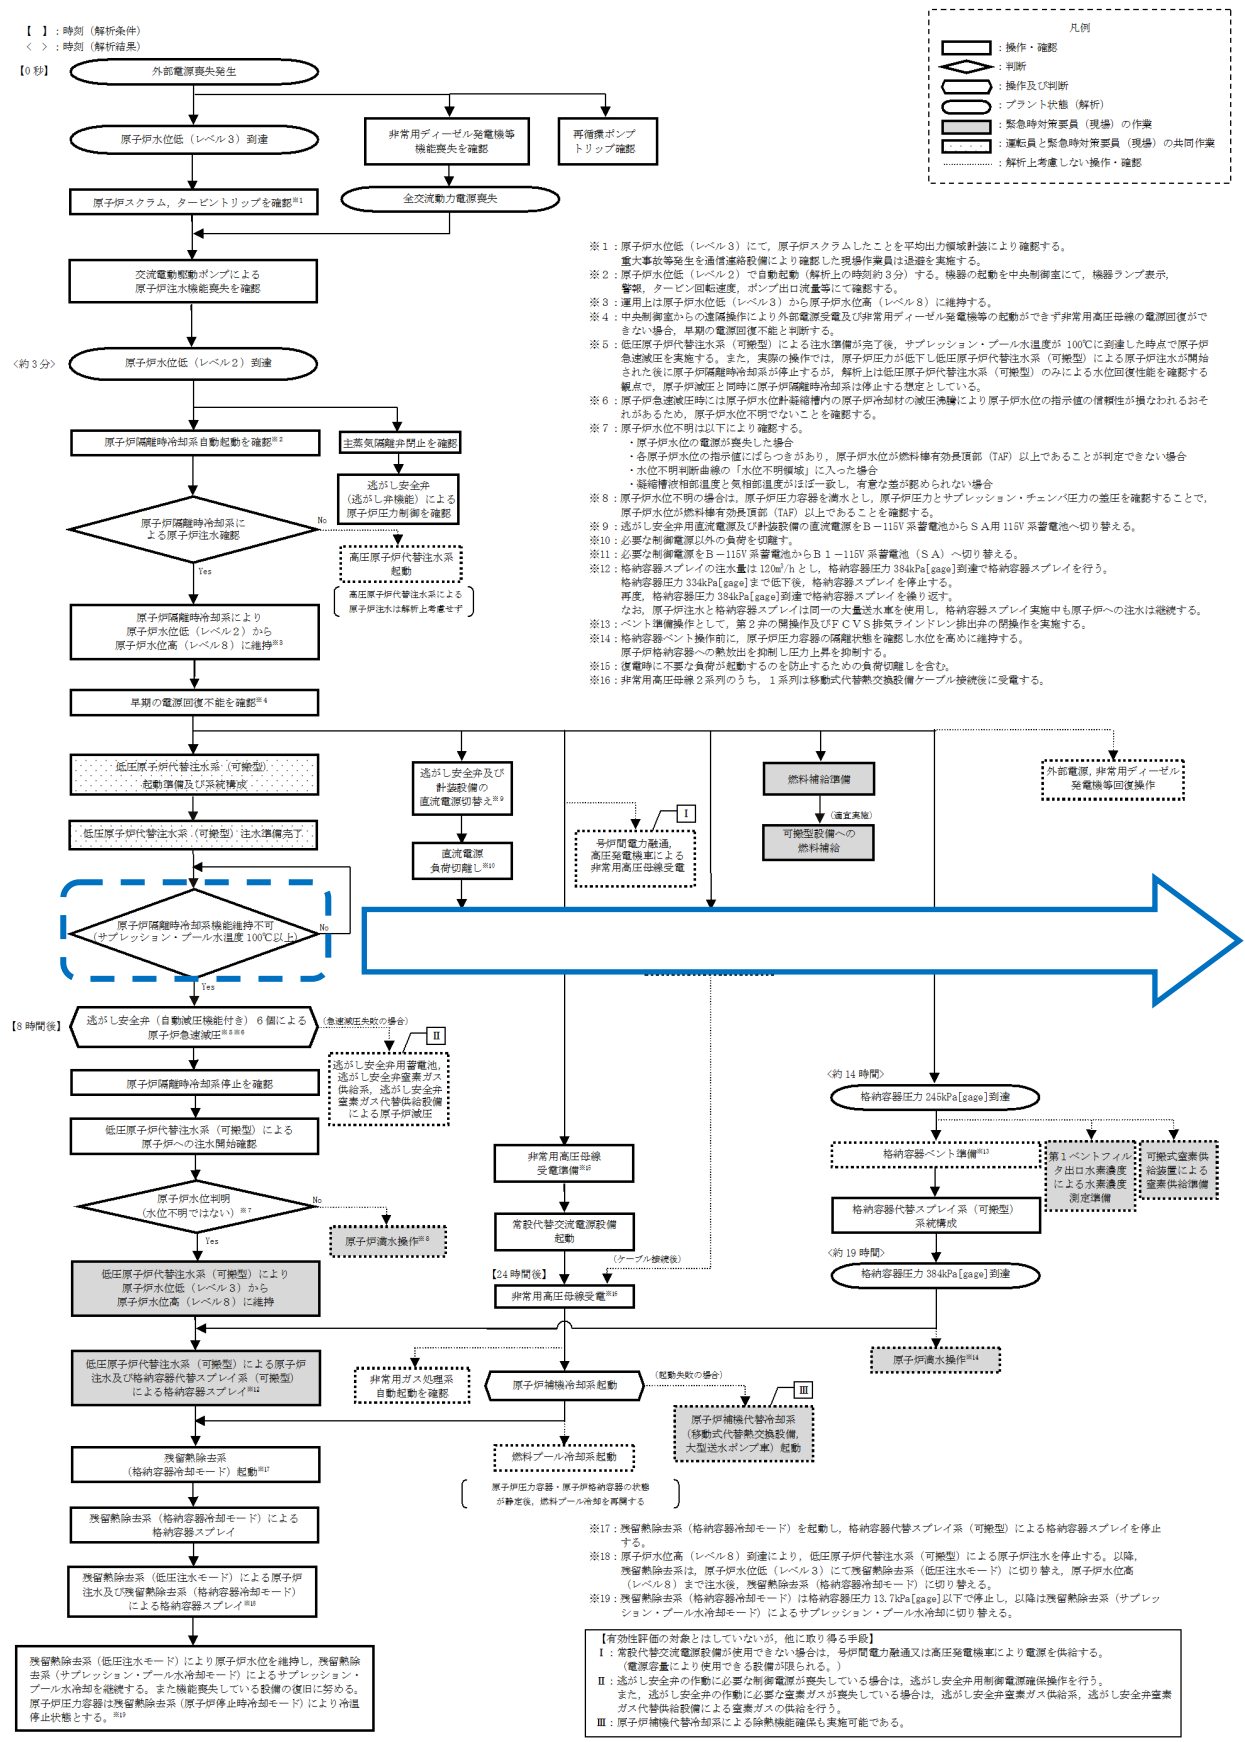 【　】：時刻（解析条件）
＜　＞：時刻（解析結果）
凡例
：操作・確認
：判断
：操作及び判断
：プラント状態（解析）
：緊急時対策要員（現場）の作業
：運転員と緊急時対策要員（現場）の共同作業
：解析上考慮しない操作・確認
【0秒】
外部電源喪失発生
原子炉水位低（レベル３）到達
非常用ディーゼル発電機等
機能喪失を確認
再循環ポンプ
トリップ確認
原子炉スクラム，タービントリップを確認※1
全交流動力電源喪失
交流電動駆動ポンプによる
原子炉注水機能喪失を確認
＜約3分＞
原子炉水位低（レベル２）到達
原子炉隔離時冷却系自動起動を確認※2
主蒸気隔離弁閉止を確認
逃がし安全弁
（逃がし弁機能）による
原子炉圧力制御を確認
原子炉隔離時冷却系に
よる原子炉注水確認
No
Yes
高圧原子炉代替注水系
起動
高圧原子炉代替注水系による
原子炉注水は解析上考慮せず
原子炉隔離時冷却系により
原子炉水位低（レベル２）から
原子炉水位高（レベル８）に維持※3
早期の電源回復不能を確認※4
※１：原子炉水位低（レベル３）にて，原子炉スクラムしたことを平均出力領域計装により確認する。
重大事故等発生を通信連絡設備により確認した現場作業員は退避を実施する。
※２：原子炉水位低（レベル２）で自動起動（解析上の時刻約３分）する。機器の起動を中央制御室にて，機器ランプ表示，
警報，タービン回転速度，ポンプ出口流量等にて確認する。
※３：運用上は原子炉水位低（レベル３）から原子炉水位高（レベル８）に維持する。
※４：中央制御室からの遠隔操作により外部電源受電及び非常用ディーゼル発電機等の起動ができず非常用高圧母線の電源回復がで
きない場合，早期の電源回復不能と判断する。
※５：低圧原子炉代替注水系（可搬型）による注水準備が完了後，サプレッション・プール水温度が 100℃に到達した時点で原子炉
急速減圧を実施する。また，実際の操作では，原子炉圧力が低下し低圧原子炉代替注水系（可搬型）による原子炉注水が開始
された後に原子炉隔離時冷却系が停止するが，解析上は低圧原子炉代替注水系（可搬型）のみによる水位回復性能を確認する
観点で，原子炉減圧と同時に原子炉隔離時冷却系は停止する想定としている。
※６：原子炉急速減圧時には原子炉水位計凝縮槽内の原子炉冷却材の減圧沸騰により原子炉水位の指示値の信頼性が損なわれるおそ
れがあるため，原子炉水位不明でないことを確認する。
※７：原子炉水位不明は以下により確認する。
・原子炉水位の電源が喪失した場合
・各原子炉水位の指示値にばらつきがあり，原子炉水位が燃料棒有効長頂部（TAF）以上であることが判定できない場合
・水位不明判断曲線の「水位不明領域」に入った場合
・凝縮槽液相部温度と気相部温度がほぼ一致し，有意な差が認められない場合
※８：原子炉水位不明の場合は，原子炉圧力容器を満水とし，原子炉圧力とサプレッション・チェンバ圧力の差圧を確認することで，
原子炉水位が燃料棒有効長頂部（TAF）以上であることを確認する。
※９：逃がし安全弁用直流電源及び計装設備の直流電源をＢ－115V 系蓄電池からＳＡ用 115V 系蓄電池へ切り替える。
※10：必要な制御電源以外の負荷を切離す。
※11：必要な制御電源をＢ－115V 系蓄電池からＢ１－115V 系蓄電池（ＳＡ）へ切り替える。
※12：格納容器スプレイの注水量は 120m³/h とし，格納容器圧力 384kPa[gage]到達で格納容器スプレイを行う。
格納容器圧力 334kPa[gage]まで低下後，格納容器スプレイを停止する。
再度，格納容器圧力 384kPa[gage]到達で格納容器スプレイを繰り返す。
なお，原子炉注水と格納容器スプレイは同一の大量送水車を使用し，格納容器スプレイ実施中も原子炉への注水は継続する。
※13：ベント準備操作として，第２弁の開操作及びＦＣＶＳ排気ラインドレン排出弁の閉操作を実施する。
※14：格納容器ベント操作前に，原子炉圧力容器の隔離状態を確認し水位を高めに維持する。
原子炉格納容器への熱放出を抑制し圧力上昇を抑制する。
※15：復電時に不要な負荷が起動するのを防止するための負荷切離しを含む。
※16：非常用高圧母線２系列のうち，１系列は移動式代替熱交換設備ケーブル接続後に受電する。
低圧原子炉代替注水系（可搬型）
起動準備及び系統構成
逃がし安全弁及び
計装設備の
直流電源切替え※9
燃料補給準備
外部電源，非常用ディーゼル
発電機等回復操作
（適宜実施）
Ⅰ
低圧原子炉代替注水系（可搬型）注水準備完了
直流電源
負荷切離し※10
号炉間電力融通，
高圧発電機車による
非常用高圧母線受電
可搬型設備への
燃料補給
原子炉隔離時冷却系機能維持不可
（サプレッション・プール水温度 100℃以上）
No
Yes
【8時間後】
逃がし安全弁（自動減圧機能付き）６個による
原子炉急速減圧※5※6
（急速減圧失敗の場合）
Ⅱ
逃がし安全弁用蓄電池，
逃がし安全弁窒素ガス
供給系，逃がし安全弁
窒素ガス代替供給設備
による原子炉減圧
原子炉隔離時冷却系停止を確認
低圧原子炉代替注水系（可搬型）による
原子炉への注水開始確認
原子炉水位判明
（水位不明ではない）※7
No
Yes
原子炉満水操作※8
低圧原子炉代替注水系（可搬型）により
原子炉水位低（レベル３）から
原子炉水位高（レベル８）に維持
非常用高圧母線
受電準備※15
常設代替交流電源設備
起動
（ケーブル接続後）
【24時間後】
非常用高圧母線受電※16
＜約14時間＞
格納容器圧力 245kPa[gage]到達
格納容器ベント準備※13
第１ベントフィル
タ出口水素濃度
による水素濃度
測定準備
可搬式窒素供
給装置による
窒素供給準備
格納容器代替スプレイ系（可搬型）
系統構成
＜約19時間＞
格納容器圧力 384kPa[gage]到達
原子炉満水操作※14
低圧原子炉代替注水系（可搬型）による原子炉
注水及び格納容器代替スプレイ系（可搬型）
による格納容器スプレイ※12
非常用ガス処理系
自動起動を確認
原子炉補機冷却系起動
（起動失敗の場合）
Ⅲ
原子炉補機代替冷却系
（移動式代替熱交換設備，
大型送水ポンプ車）起動
燃料プール冷却系起動
原子炉圧力容器・原子炉格納容器の状態
が静定後，燃料プール冷却を再開する
残留熱除去系
（格納容器冷却モード）起動※17
残留熱除去系（格納容器冷却モード）による
格納容器スプレイ
残留熱除去系（低圧注水モード）による原子炉
注水及び残留熱除去系（格納容器冷却モード）
による格納容器スプレイ※18
残留熱除去系（低圧注水モード）により原子炉水位を維持し，残留熱除
去系（サプレッション・プール水冷却モード）によるサプレッション・
プール水冷却を継続する。また機能喪失している設備の復旧に努める。
原子炉圧力容器は残留熱除去系（原子炉停止時冷却モード）により冷温
停止状態とする。※19
※17：残留熱除去系（格納容器冷却モード）を起動し，格納容器代替スプレイ系（可搬型）による格納容器スプレイを停止
する。
※18：原子炉水位高（レベル８）到達により，低圧原子炉代替注水系（可搬型）による原子炉注水を停止する。以降，
残留熱除去系は，原子炉水位低（レベル３）にて残留熱除去系（低圧注水モード）に切り替え，原子炉水位高
（レベル８）まで注水後，残留熱除去系（格納容器冷却モード）に切り替える。
※19：残留熱除去系（格納容器冷却モード）は格納容器圧力 13.7kPa[gage]以下で停止し，以降は残留熱除去系（サプレッ
ション・プール水冷却モード）によるサプレッション・プール水冷却に切り替える。
【有効性評価の対象とはしていないが，他に取り得る手段】
Ⅰ：常設代替交流電源設備が使用できない場合は，号炉間電力融通又は高圧発電機車により電源を供給する。
（電源容量により使用できる設備が限られる。）
Ⅱ：逃がし安全弁の作動に必要な制御電源が喪失している場合は，逃がし安全弁用制御電源確保操作を行う。
また，逃がし安全弁の作動に必要な窒素ガスが喪失している場合は，逃がし安全弁窒素ガス供給系，逃がし安全弁窒素
ガス代替供給設備による窒素ガスの供給を行う。
Ⅲ：原子炉補機代替冷却系による除熱機能確保も実施可能である。